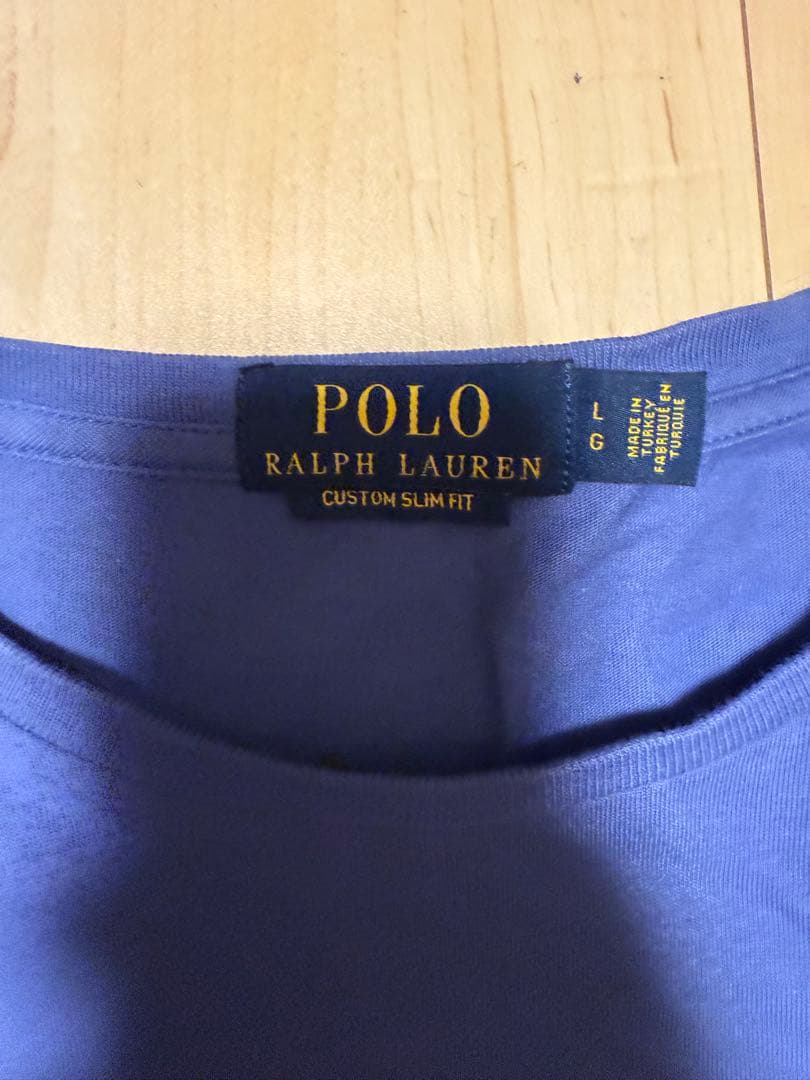 POLO
RALPH LAUREN
CUSTOM SLIM FIT
L
G
MADE IN
TURKEY
FABRIQUÉ EN
TURQUIE